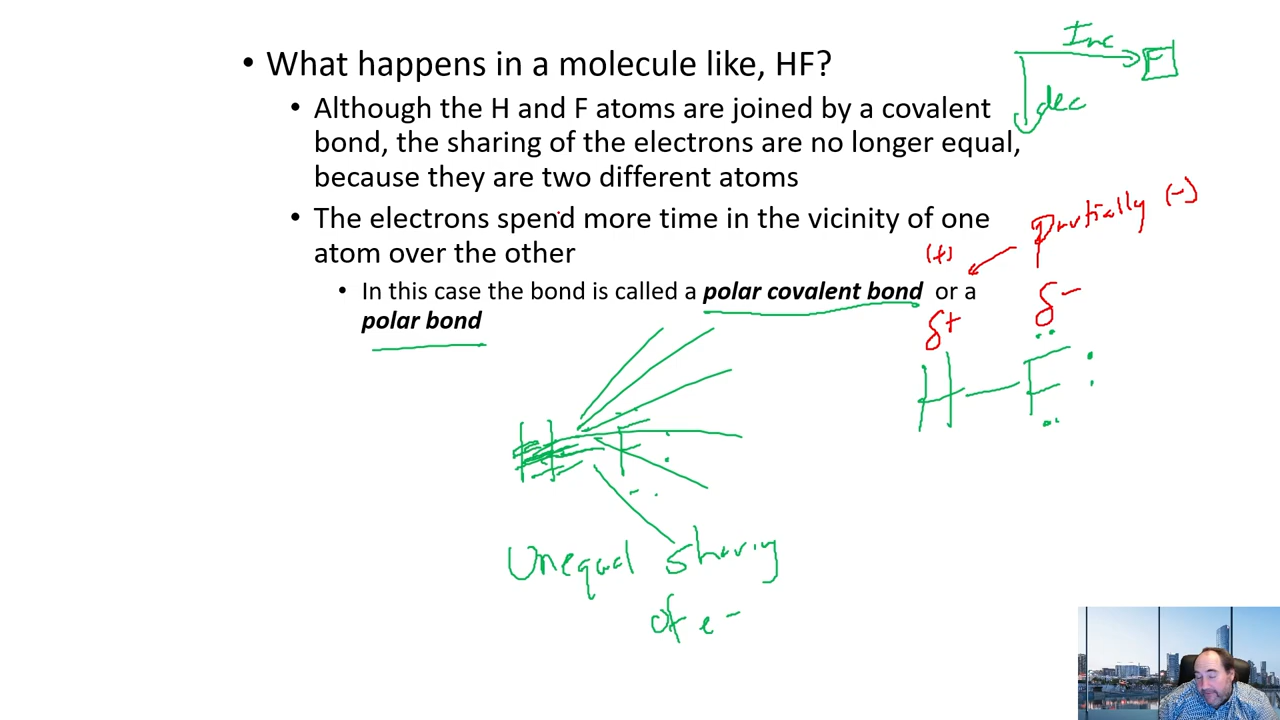 • What happens in a molecule like, HF?
• Although the H and F atoms are joined by a covalent
bond, the sharing of the electrons are no longer equal,
because they are two different atoms
• The electrons spend more time in the vicinity of one
atom over the other
• In this case the bond is called a polar covalent bond or a
polar bond
Inc
F
dec
partially (-)
(+)
δ+ δ-
H—F
H F
Unequal sharing
of e-